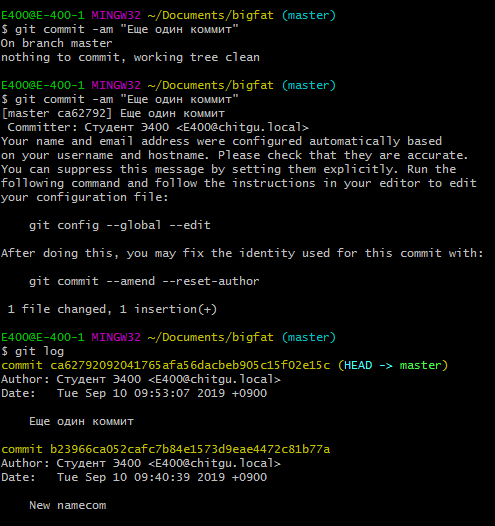 E400@E-400-1 MINGW32 ~/Documents/bigfat (master)
$ git commit -am "Еще один коммит"
On branch master
nothing to commit, working tree clean
E400@E-400-1 MINGW32 ~/Documents/bigfat (master)
$ git commit -am "Еще один коммит"
[master ca62792] Еще один коммит
Committer: Студент Э400 <E400@chitgu.local>
Your name and email address were configured automatically based
on your username and hostname. Please check that they are accurate.
You can suppress this message by setting them explicitly. Run the
following command and follow the instructions in your editor to edit
your configuration file:
git config --global --edit
After doing this, you may fix the identity used for this commit with:
git commit --amend --reset-author
1 file changed, 1 insertion(+)
E400@E-400-1 MINGW32 ~/Documents/bigfat (master)
$ git log
commit ca62792092041765afa56dacbeb905c15f02e15c (HEAD -> master)
Author: Студент Э400 <E400@chitgu.local>
Date:   Tue Sep 10 09:53:07 2019 +0900
Еще один коммит
commit b23966ca052cafc7b84e1573d9eae4472c81b77a
Author: Студент Э400 <E400@chitgu.local>
Date:   Tue Sep 10 09:40:39 2019 +0900
New namecom